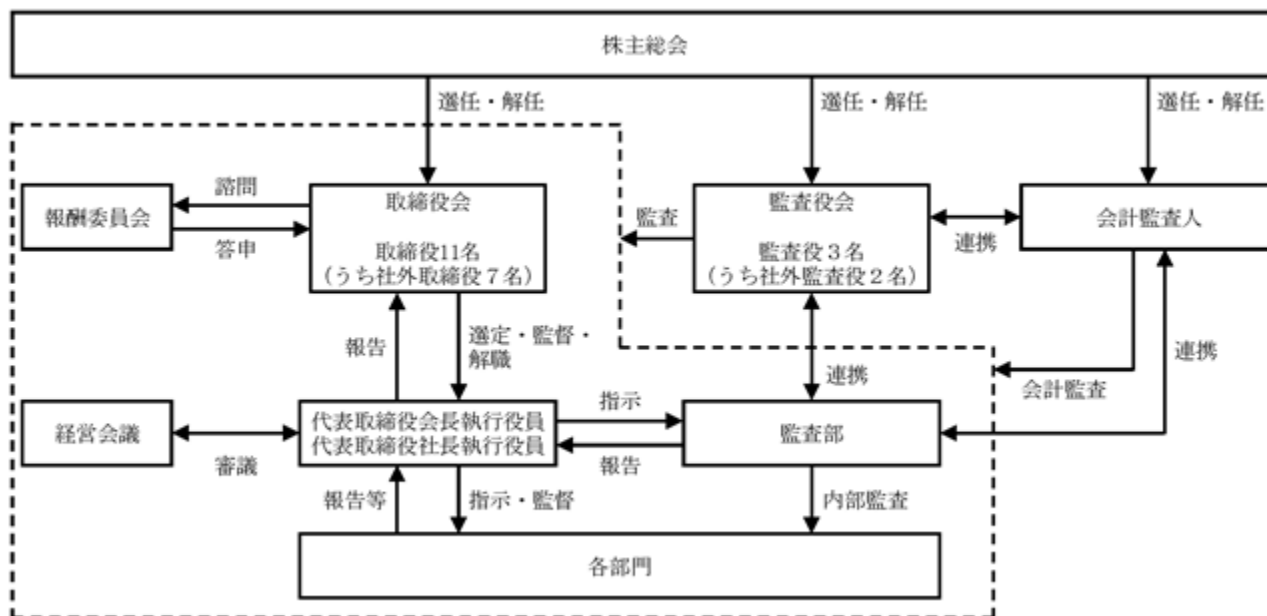 株主総会
選任・解任
選任・解任
選任・解任
報酬委員会
諮問
答申
取締役会
取締役11名
（うち社外取締役７名）
監査
監査役会
監査役３名
（うち社外監査役２名）
連携
会計監査人
報告
選定・監督・
解職
連携
会計監査
連携
経営会議
審議
代表取締役会長執行役員
代表取締役社長執行役員
指示
報告
監査部
報告等
指示・監督
内部監査
各部門